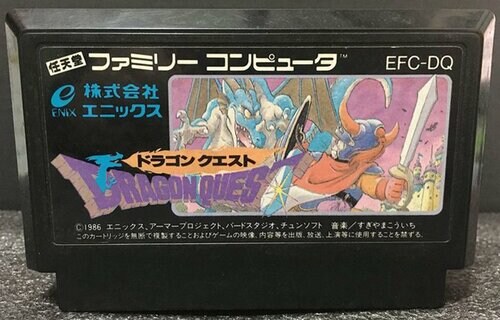 任天堂 ファミリー コンピュータ™ EFC-DQ
e 株式会社
ENIX エニックス
ドラゴン クエスト
DRAGON QUEST
©1986 エニックス、アーマープロジェクト、バードスタジオ、チュンソフト 音楽/すぎやまこういち
このカートリッジを無断で複製することおよびゲームの映像、内容等を出版、放送、上演等に使用することを禁ずる。